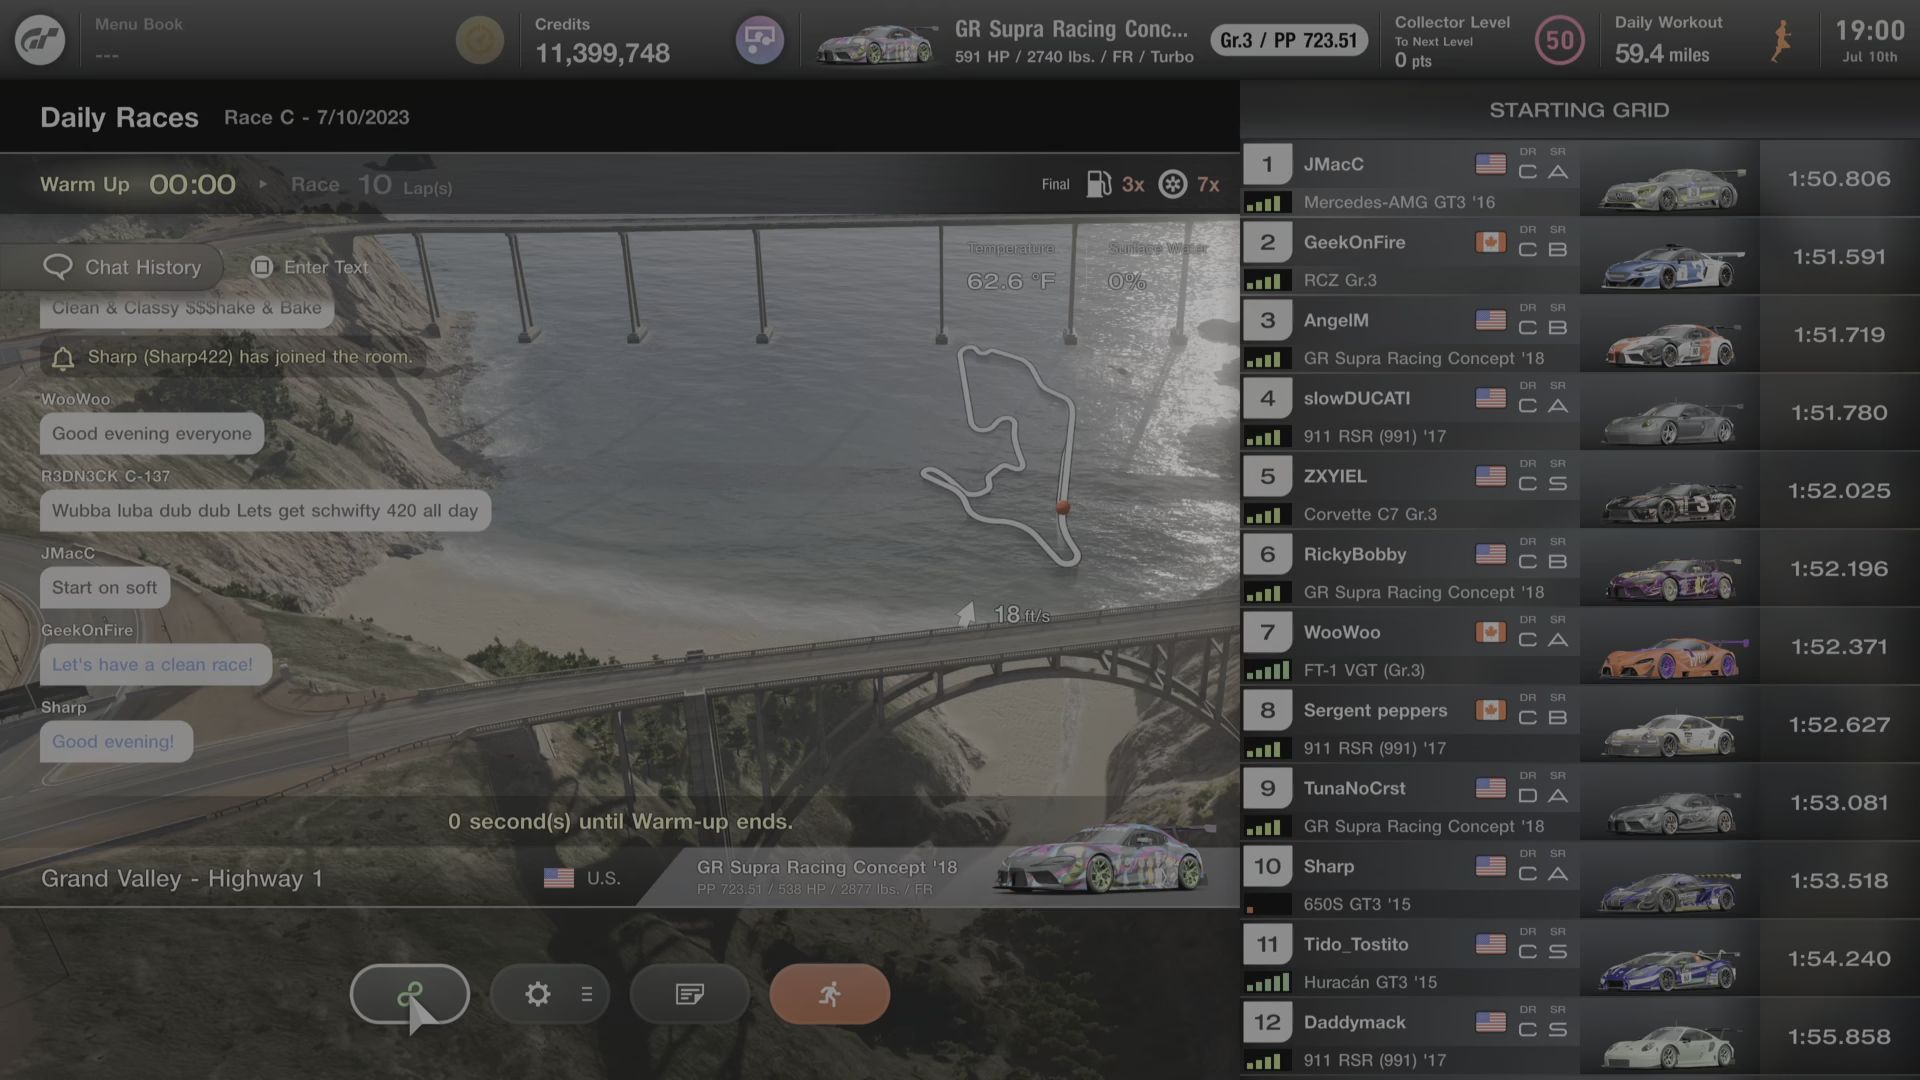 Menu Book
---
Credits
11,399,748
GR Supra Racing Conc...
591 HP / 2740 lbs. / FR / Turbo
Gr.3 / PP 723.51
Collector Level
To Next Level
0 pts
50
Daily Workout
59.4 miles
19:00
Jul 10th
Daily Races
Race C - 7/10/2023
Warm Up 00:00
Race 10 Lap(s)
Final
3x
7x
Chat History
Enter Text
Temperature
62.6 °F
Surface Water
0%
Clean & Classy $$$hake & Bake
Sharp (Sharp422) has joined the room.
WooWoo
Good evening everyone
R3DN3CK C-137
Wubba luba dub dub Lets get schwifty 420 all day
JMacC
Start on soft
GeekOnFire
Let's have a clean race!
Sharp
Good evening!
18 ft/s
0 second(s) until Warm-up ends.
Grand Valley - Highway 1
U.S.
GR Supra Racing Concept '18
PP 723.51 / 538 HP / 2877 lbs. / FR
STARTING GRID
1 JMacC DR C SR A 1:50.806
Mercedes-AMG GT3 '16
2 GeekOnFire DR C SR B 1:51.591
RCZ Gr.3
3 AngelM DR C SR B 1:51.719
GR Supra Racing Concept '18
4 slowDUCATI DR C SR A 1:51.780
911 RSR (991) '17
5 ZXYIEL DR C SR S 1:52.025
Corvette C7 Gr.3
6 RickyBobby DR C SR B 1:52.196
GR Supra Racing Concept '18
7 WooWoo DR C SR A 1:52.371
FT-1 VGT (Gr.3)
8 Sergent peppers DR C SR B 1:52.627
911 RSR (991) '17
9 TunaNoCrst DR D SR A 1:53.081
GR Supra Racing Concept '18
10 Sharp DR C SR A 1:53.518
650S GT3 '15
11 Tido_Tostito DR C SR S 1:54.240
Huracán GT3 '15
12 Daddymack DR C SR S 1:55.858
911 RSR (991) '17